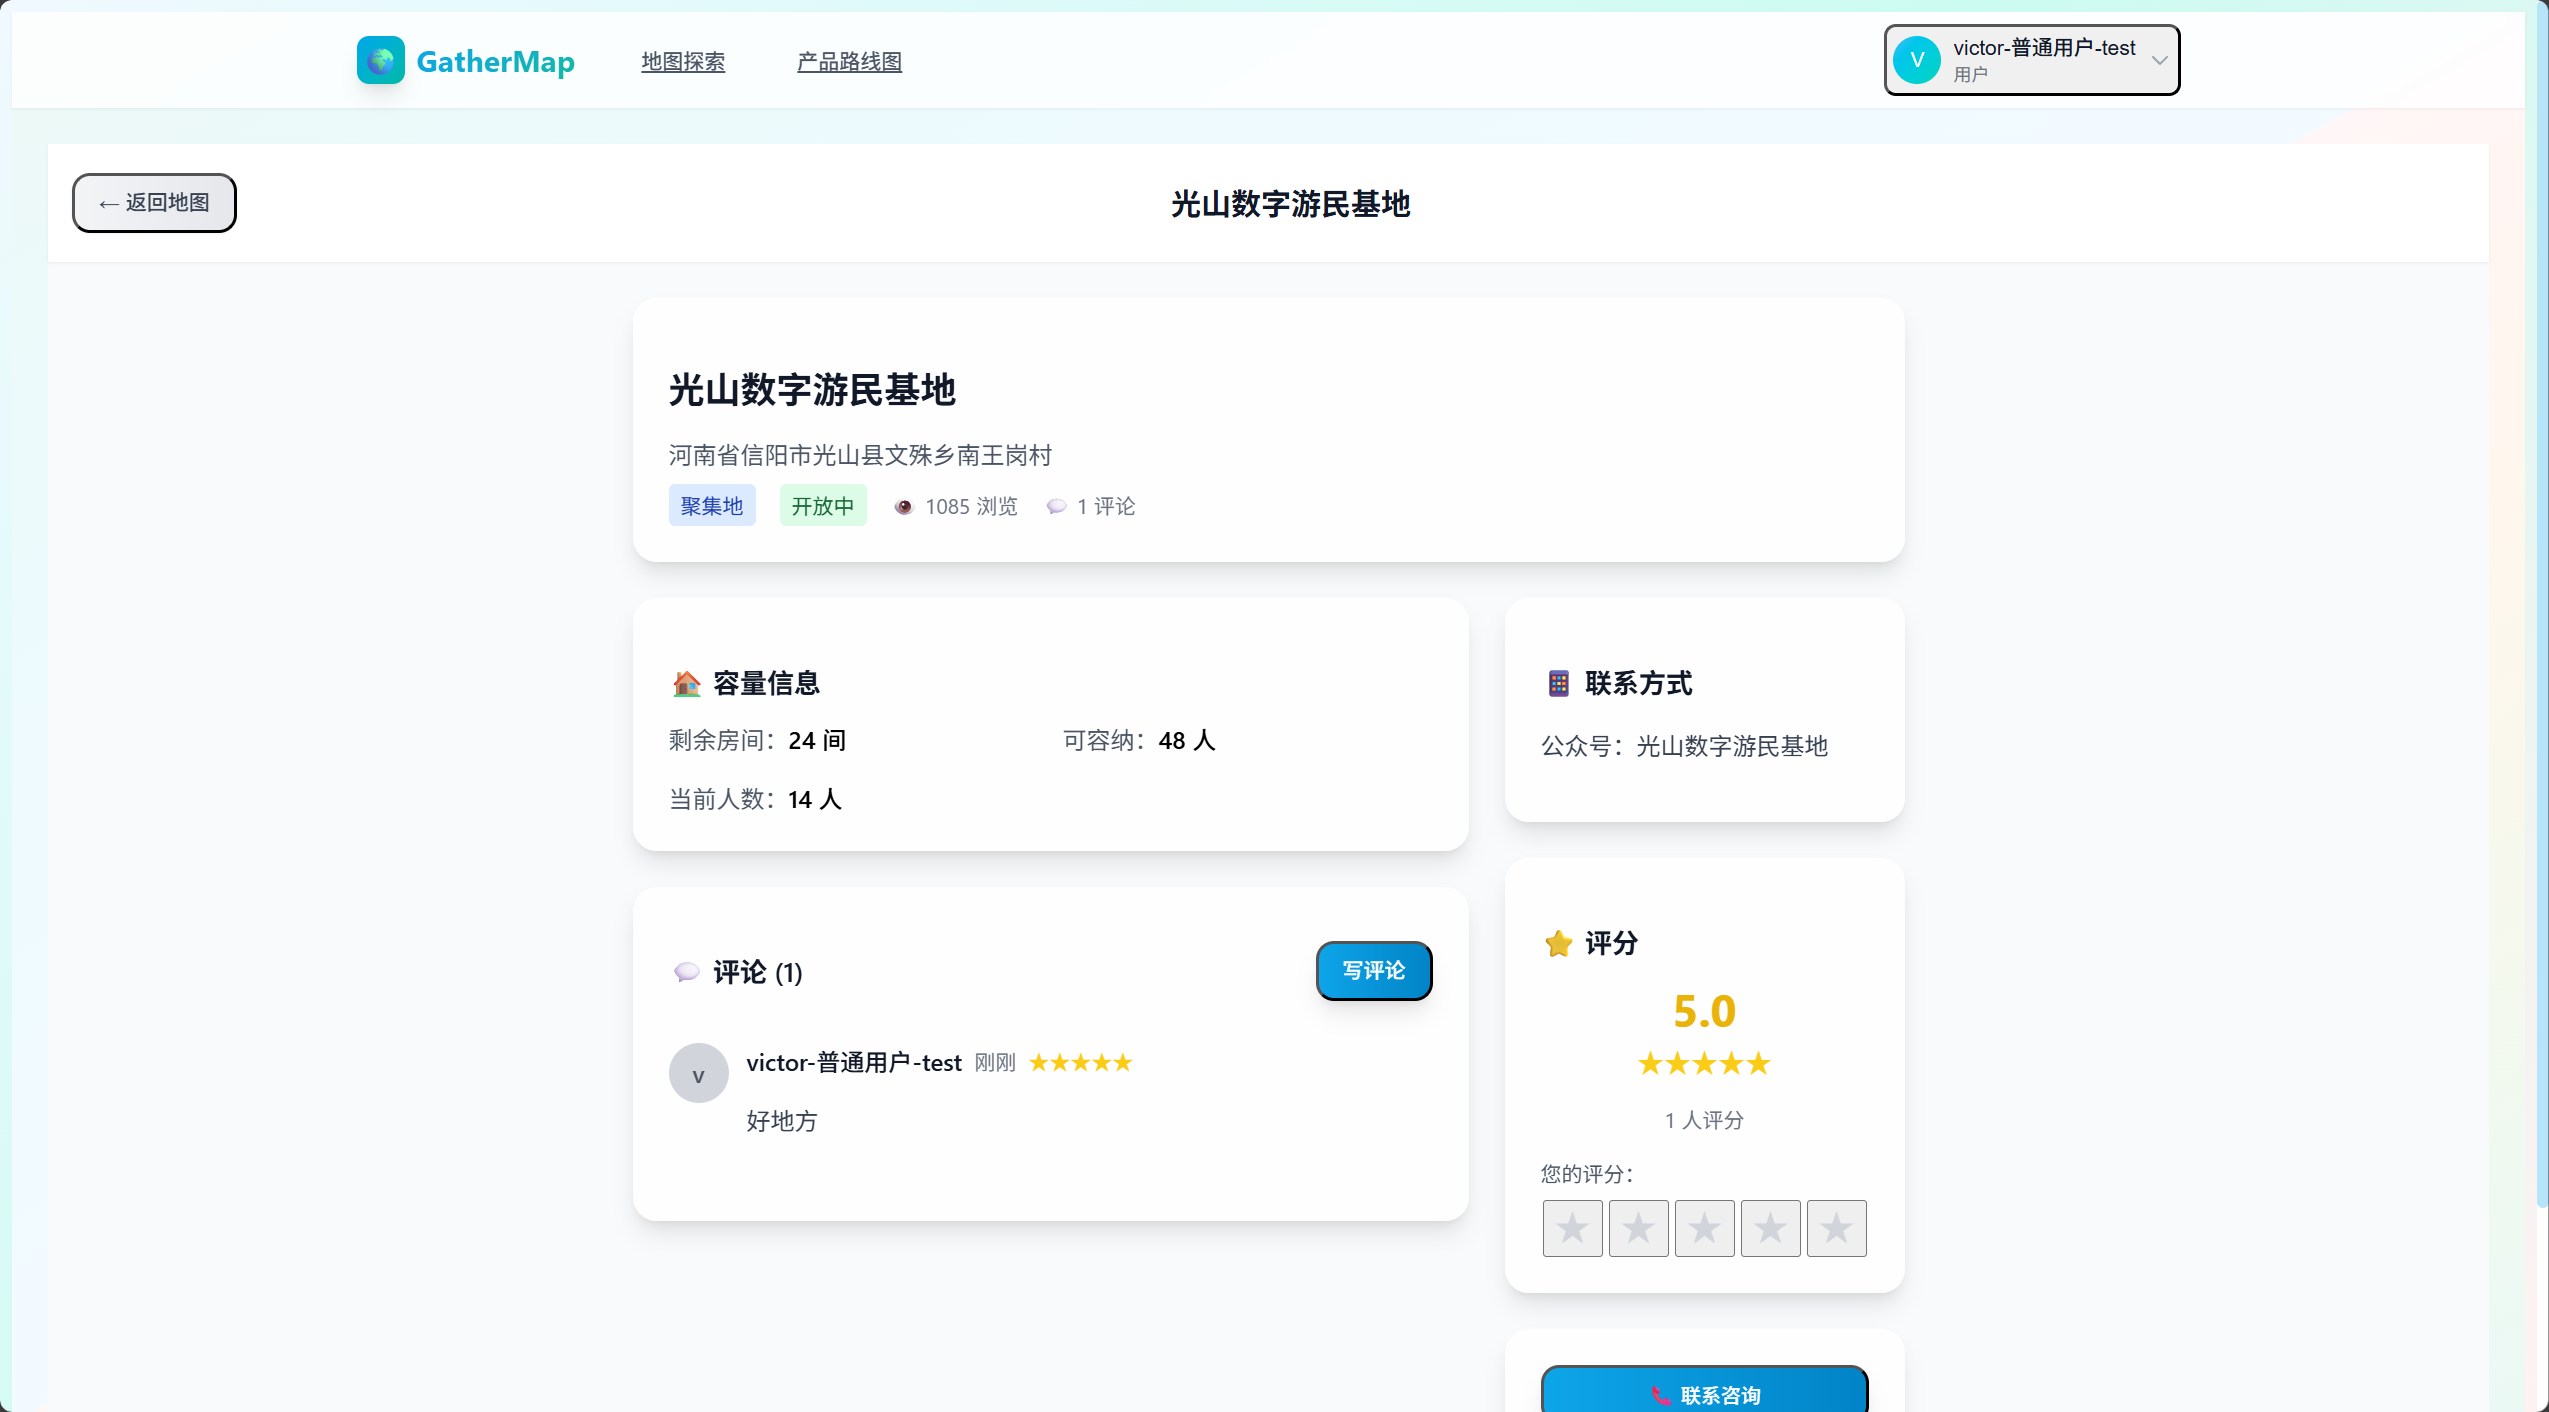 GatherMap
地图探索
产品路线图
V
victor-普通用户-test
用户
← 返回地图
光山数字游民基地
光山数字游民基地
河南省信阳市光山县文殊乡南王岗村
聚集地 开放中 1085 浏览 1 评论
容量信息
剩余房间：24 间 可容纳：48 人
当前人数：14 人
联系方式
公众号：光山数字游民基地
评论 (1)
写评论
v
victor-普通用户-test 刚刚 ★★★★★
好地方
评分
5.0
★★★★★
1 人评分
您的评分：
★ ★ ★ ★ ★
联系咨询